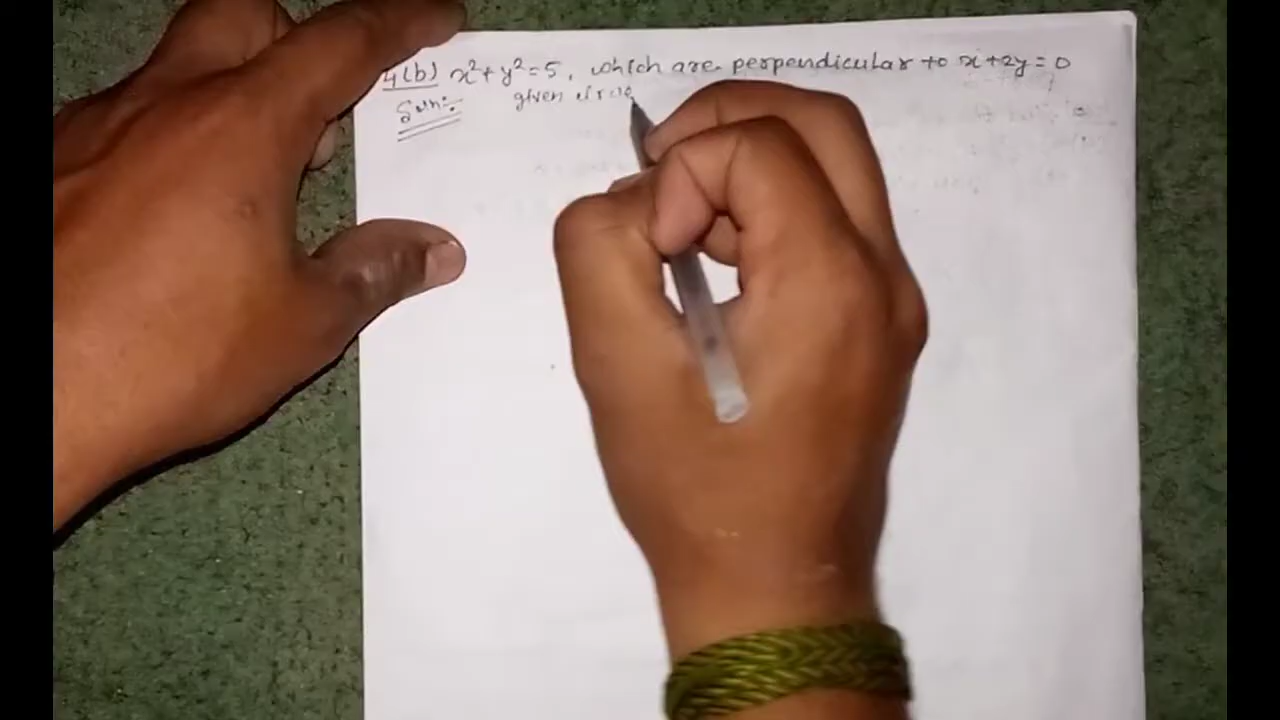 4(b) x²+y²=5, which are perpendicular to x+2y=0
Soln:- given circle